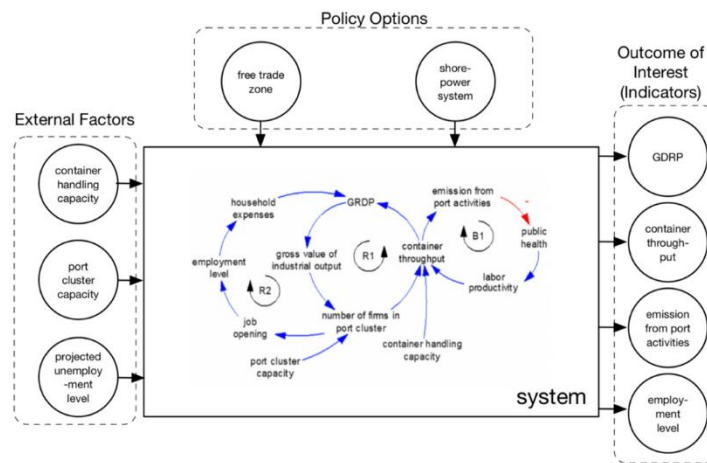 Policy Options
free trade
zone
shore-
power
system
Outcome of
Interest
(Indicators)
External Factors
container
handling
capacity
port
cluster
capacity
projected
unemploy
-ment
level
household
expenses
GRDP
emission from
port activities
-
public
health
gross value of
industrial output
R1
container
throughput
B1
employment
level
R2
labor
productivity
job
opening
number of firms in
port cluster
port cluster
capacity
container handling
capacity
system
GDRP
container
through-
put
emission
from port
activities
employ-
ment
level